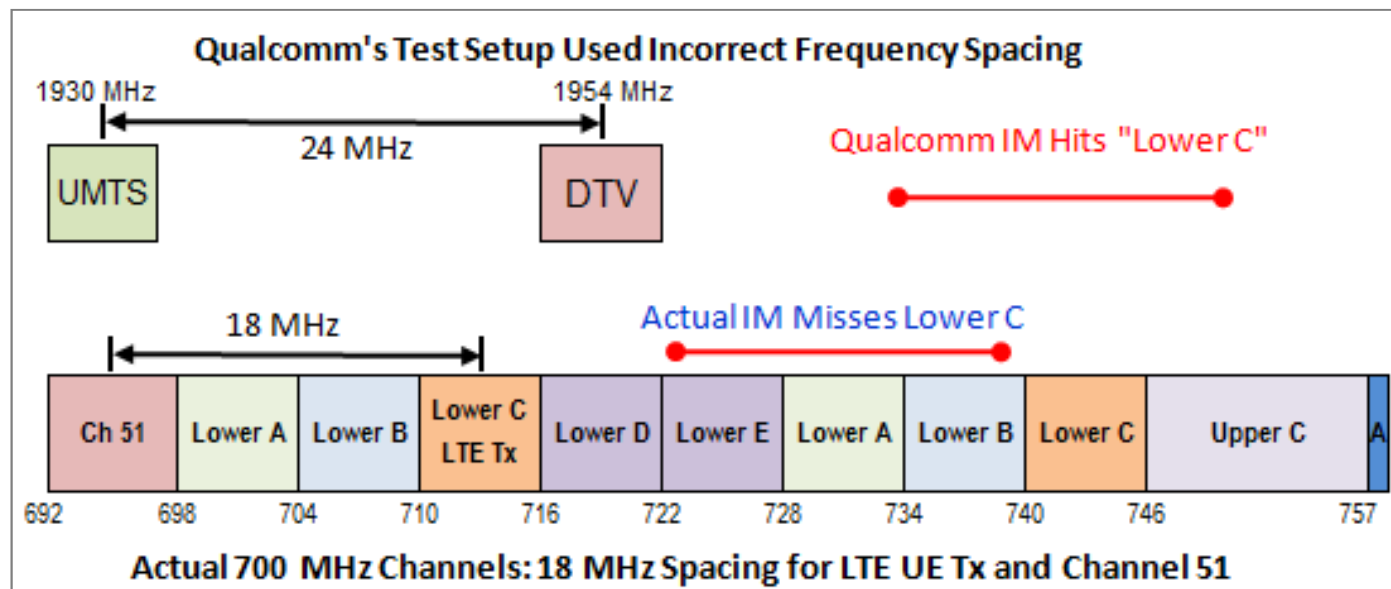 Qualcomm's Test Setup Used Incorrect Frequency Spacing
1930 MHz
1954 MHz
24 MHz
Qualcomm IM Hits "Lower C"
UMTS
DTV
18 MHz
Actual IM Misses Lower C
Ch 51
Lower A
Lower B
Lower C
LTE Tx
Lower D
Lower E
Lower A
Lower B
Lower C
Upper C
A
692
698
704
710
716
722
728
734
740
746
757
Actual 700 MHz Channels: 18 MHz Spacing for LTE UE Tx and Channel 51